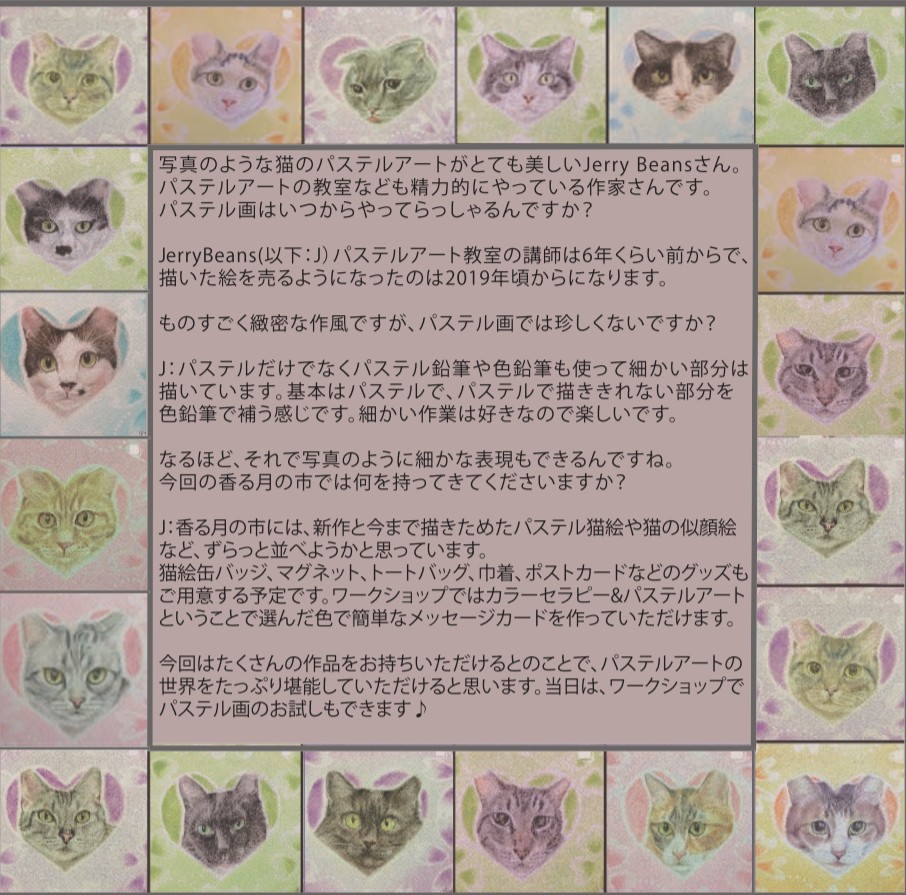 写真のような猫のパステルアートがとても美しいJerry Beansさん。
パステルアートの教室なども精力的にやっている作家さんです。
パステル画はいつからやってらっしゃるんですか？
JerryBeans(以下：J）パステルアート教室の講師は6年くらい前からで、
描いた絵を売るようになったのは2019年頃からになります。
ものすごく緻密な作風ですが、パステル画では珍しくないですか？
J：パステルだけでなくパステル鉛筆や色鉛筆も使って細かい部分は
描いています。基本はパステルで、パステルで描ききれない部分を
色鉛筆で補う感じです。細かい作業は好きなので楽しいです。
なるほど、それで写真のように細かな表現もできるんですね。
今回の香る月の市では何を持ってきてくださいますか？
J：香る月の市には、新作と今まで描きためたパステル猫絵や猫の似顔絵
など、ずらっと並べようかと思っています。
猫絵缶バッジ、マグネット、トートバッグ、巾着、ポストカードなどのグッズも
ご用意する予定です。ワークショップではカラーセラピー&パステルアート
ということで選んだ色で簡単なメッセージカードを作っていただけます。
今回はたくさんの作品をお持ちいただけるとのことで、パステルアートの
世界をたっぷり堪能していただけると思います。当日は、ワークショップで
パステル画のお試しもできます♪